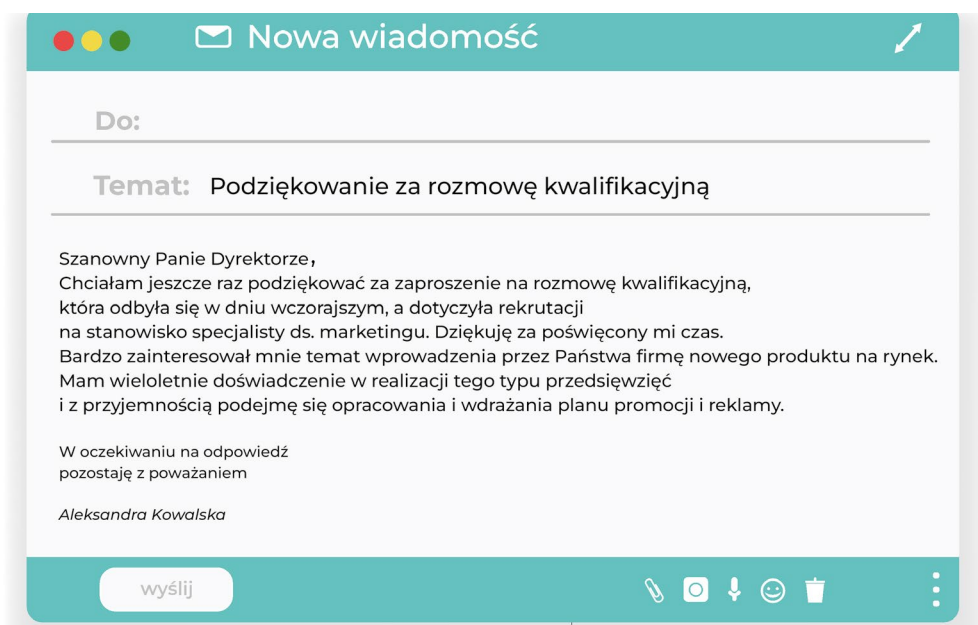 Nowa wiadomość
Do:
Temat: Podziękowanie za rozmowę kwalifikacyjną
Szanowny Panie Dyrektorze,
Chciałam jeszcze raz podziękować za zaproszenie na rozmowę kwalifikacyjną,
która odbyła się w dniu wczorajszym, a dotyczyła rekrutacji
na stanowisko specjalisty ds. marketingu. Dziękuję za poświęcony mi czas.
Bardzo zainteresował mnie temat wprowadzenia przez Państwa firmę nowego produktu na rynek.
Mam wieloletnie doświadczenie w realizacji tego typu przedsięwzięć
i z przyjemnością podejmę się opracowania i wdrażania planu promocji i reklamy.
W oczekiwaniu na odpowiedź
pozostaję z poważaniem
Aleksandra Kowalska
wyślij